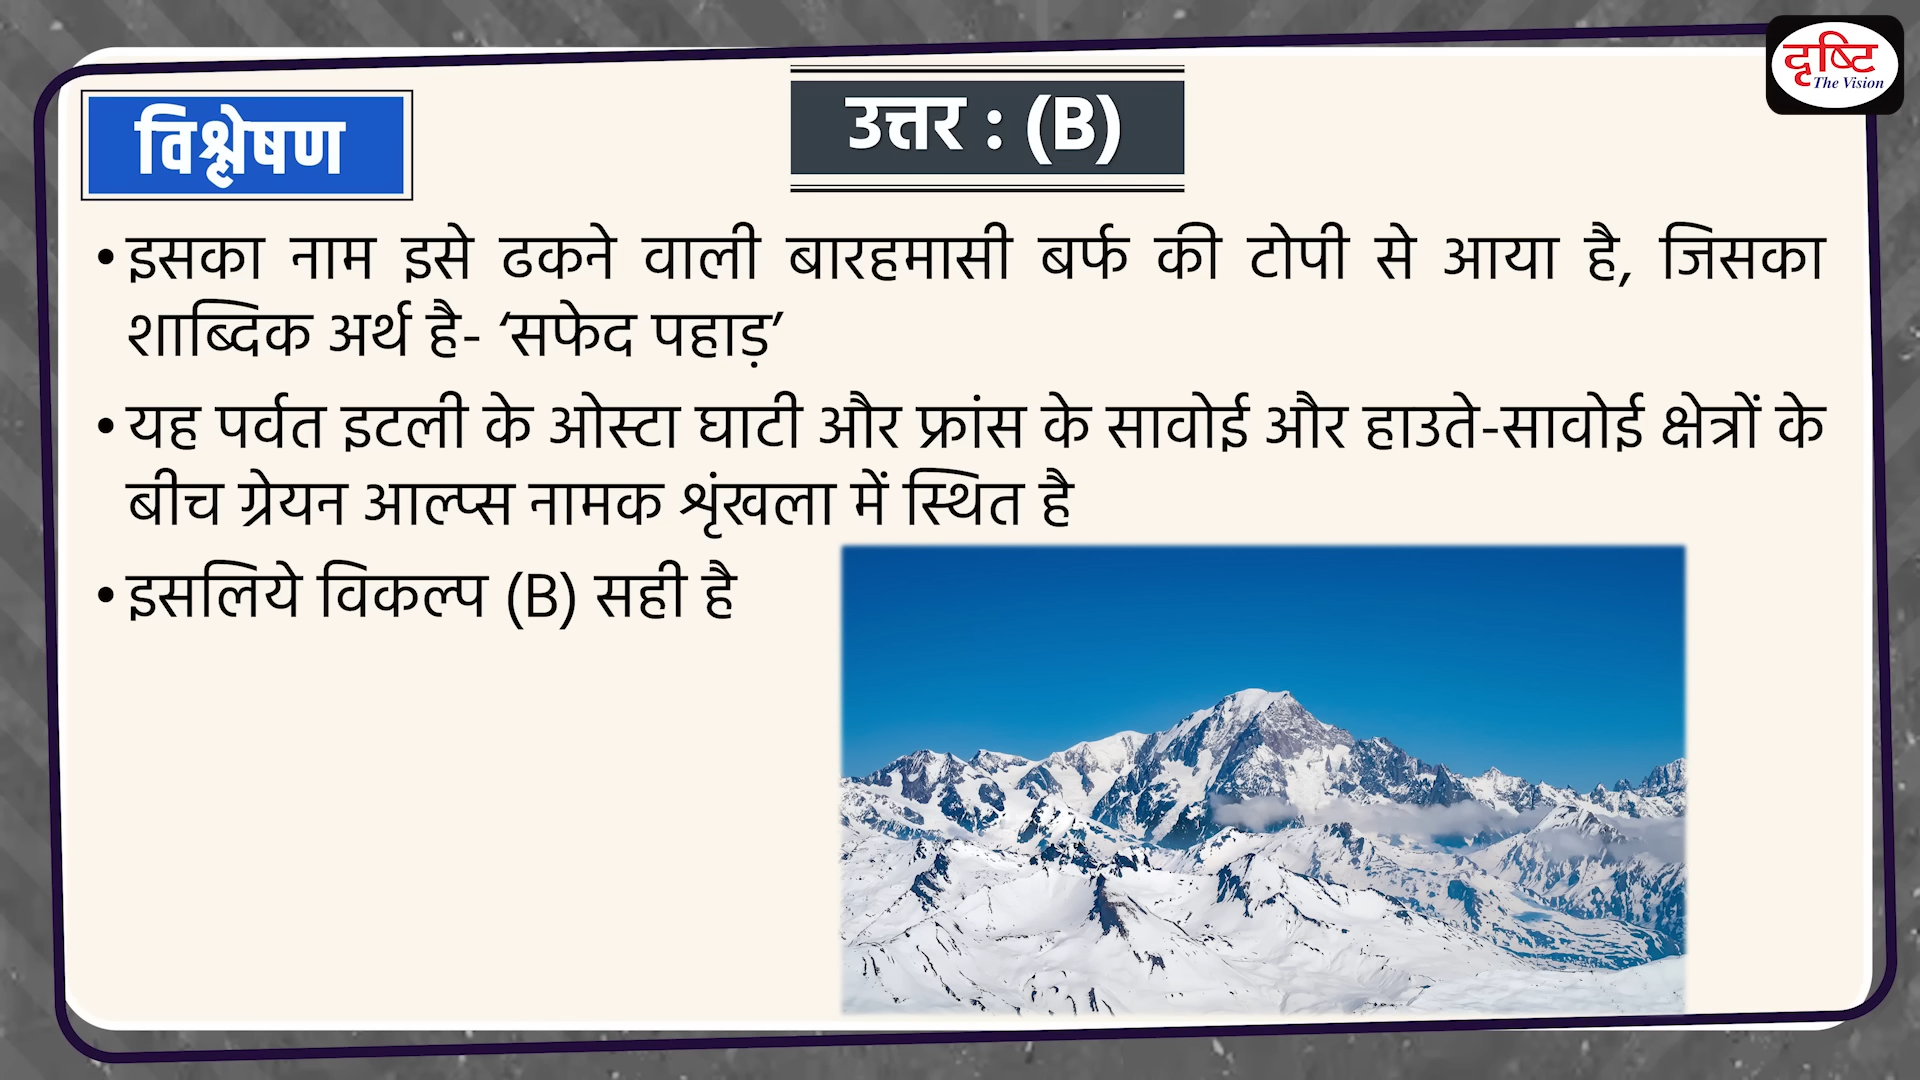 दृष्टि
The Vision
विश्लेषण
उत्तर : (B)
• इसका नाम इसे ढकने वाली बारहमासी बर्फ की टोपी से आया है, जिसका
शाब्दिक अर्थ है- ‘सफेद पहाड़’
• यह पर्वत इटली के ओस्टा घाटी और फ्रांस के सावोई और हाउते-सावोई क्षेत्रों के
बीच ग्रेयन आल्प्स नामक शृंखला में स्थित है
• इसलिये विकल्प (B) सही है